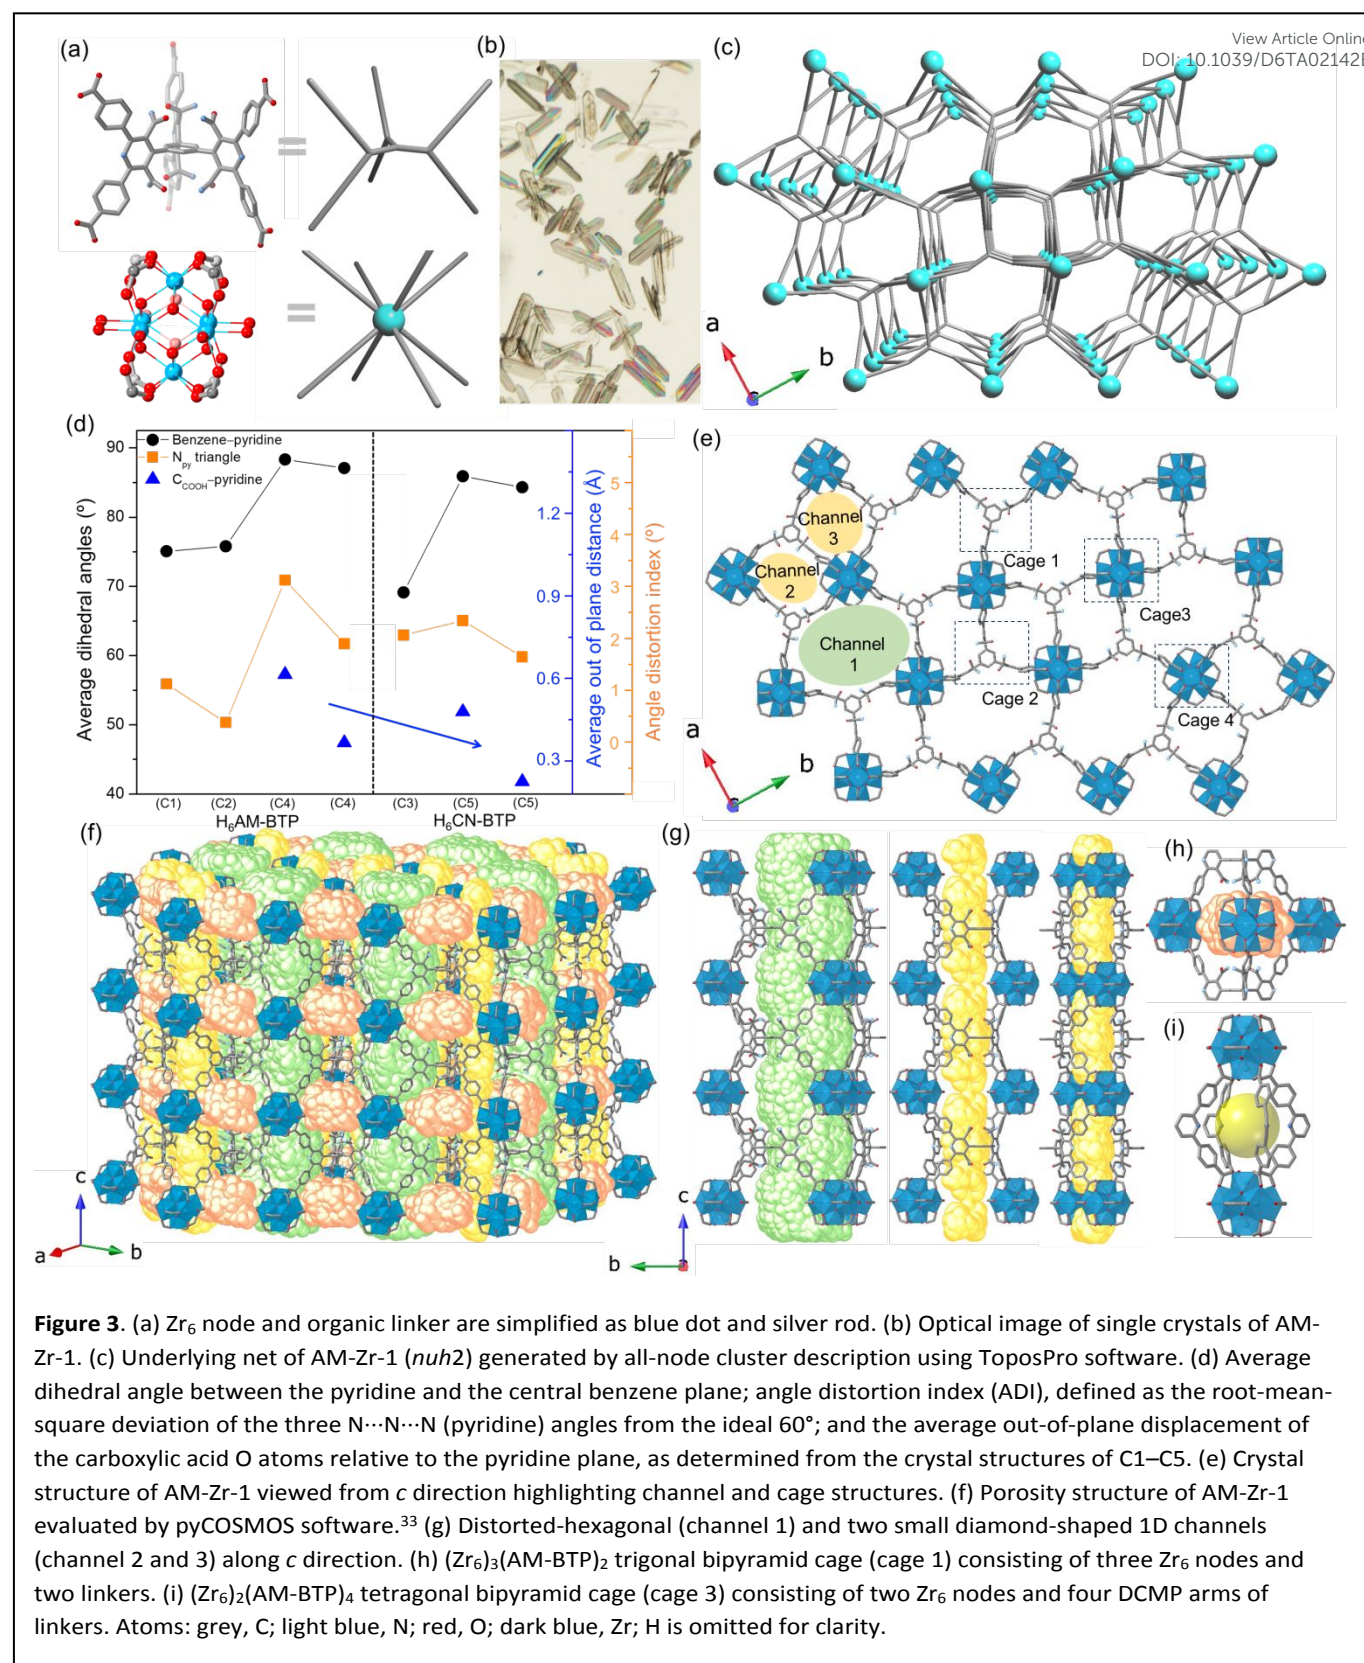 View Article Online
(a)
(b)
(c)
a
b
(d)
90
80
70
60
50
40
Average dihedral angles (º)
Benzene–pyridine
Npy triangle
CCOOH–pyridine
1.2
0.9
0.6
0.3
Average out of plane distance (Å)
5
4
3
2
1
0
Angle distortion index (º)
(C1) (C2) (C4) (C4) (C3) (C5) (C5)
H6AM-BTP H6CN-BTP
(e)
Channel
3
Channel
2
Channel
1
Cage 1
Cage3
Cage 2
Cage 4
a
b
(f)
c
a
b
(g)
c
b
(h)
(i)
Figure 3. (a) Zr6 node and organic linker are simplified as blue dot and silver rod. (b) Optical image of single crystals of AM-
Zr-1. (c) Underlying net of AM-Zr-1 (nuh2) generated by all-node cluster description using ToposPro software. (d) Average
dihedral angle between the pyridine and the central benzene plane; angle distortion index (ADI), defined as the root-mean-
square deviation of the three N···N···N (pyridine) angles from the ideal 60°; and the average out-of-plane displacement of
the carboxylic acid O atoms relative to the pyridine plane, as determined from the crystal structures of C1–C5. (e) Crystal
structure of AM-Zr-1 viewed from c direction highlighting channel and cage structures. (f) Porosity structure of AM-Zr-1
evaluated by pyCOSMOS software.33 (g) Distorted-hexagonal (channel 1) and two small diamond-shaped 1D channels
(channel 2 and 3) along c direction. (h) (Zr6)3(AM-BTP)2 trigonal bipyramid cage (cage 1) consisting of three Zr6 nodes and
two linkers. (i) (Zr6)2(AM-BTP)4 tetragonal bipyramid cage (cage 3) consisting of two Zr6 nodes and four DCMP arms of
linkers. Atoms: grey, C; light blue, N; red, O; dark blue, Zr; H is omitted for clarity.